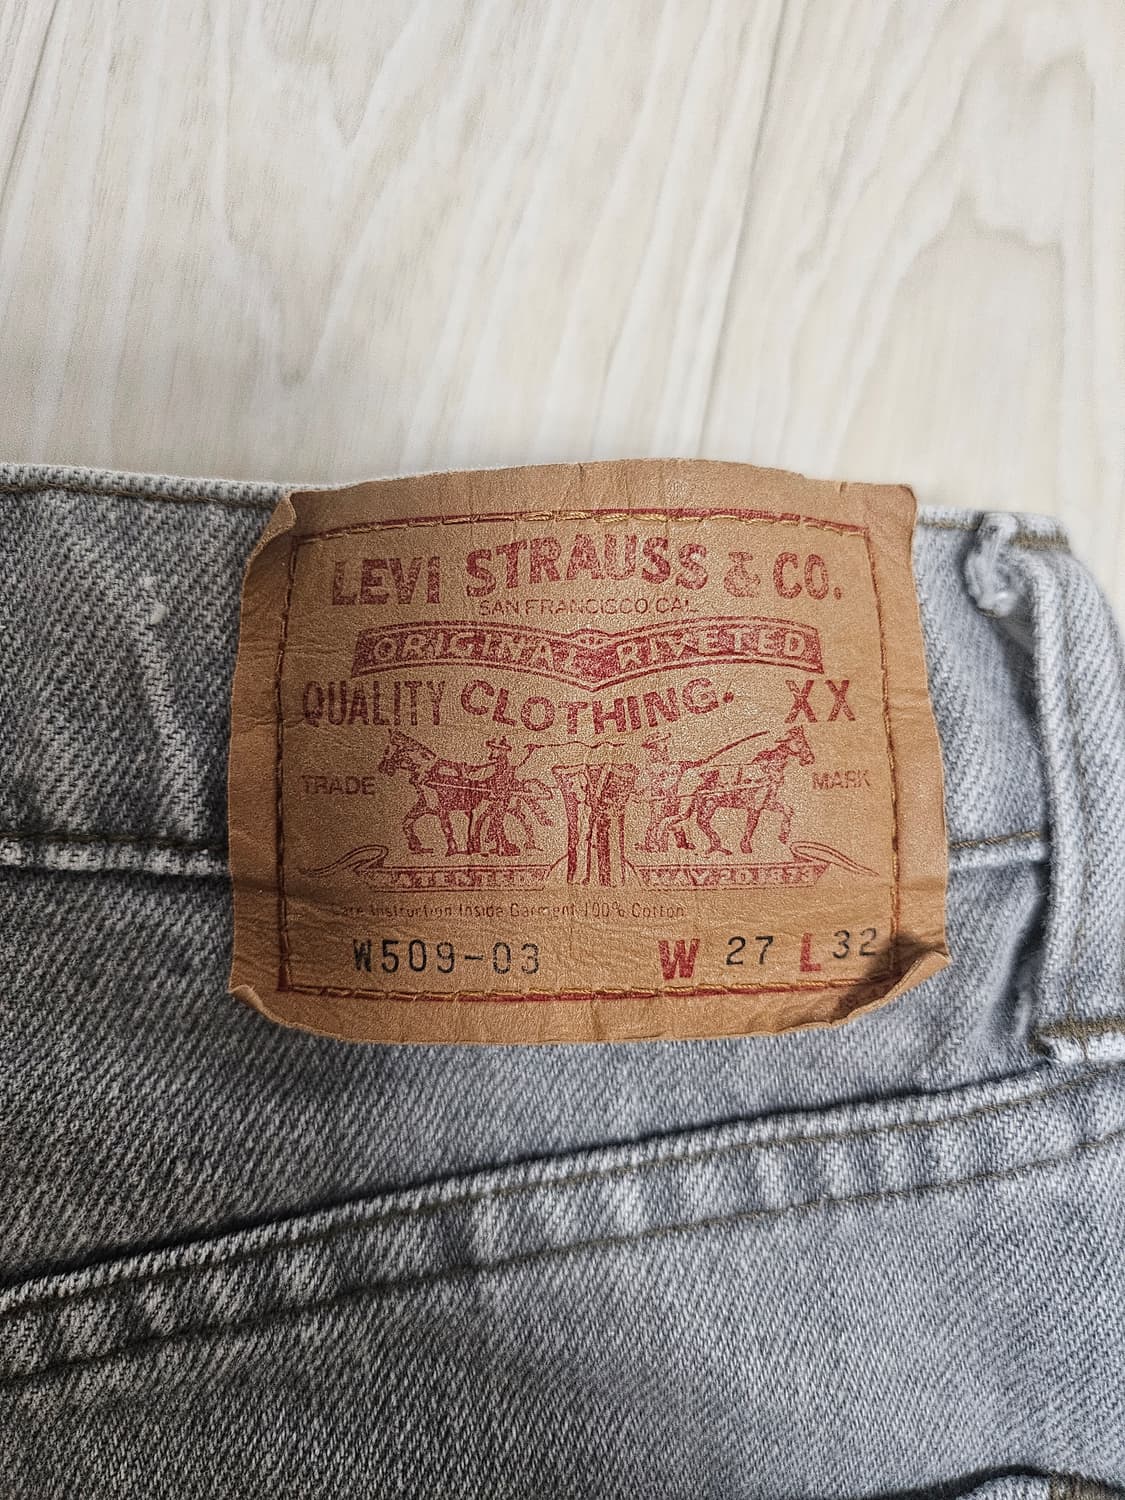 LEVI STRAUSS & CO.
SAN FRANCISCO CAL
ORIGINAL RIVETED
QUALITY CLOTHING. XX
TRADE MARK
PATENTED MAY 20 1873
Care Instruction Inside Garment 100% Cotton
W509-03 W 27 L 32